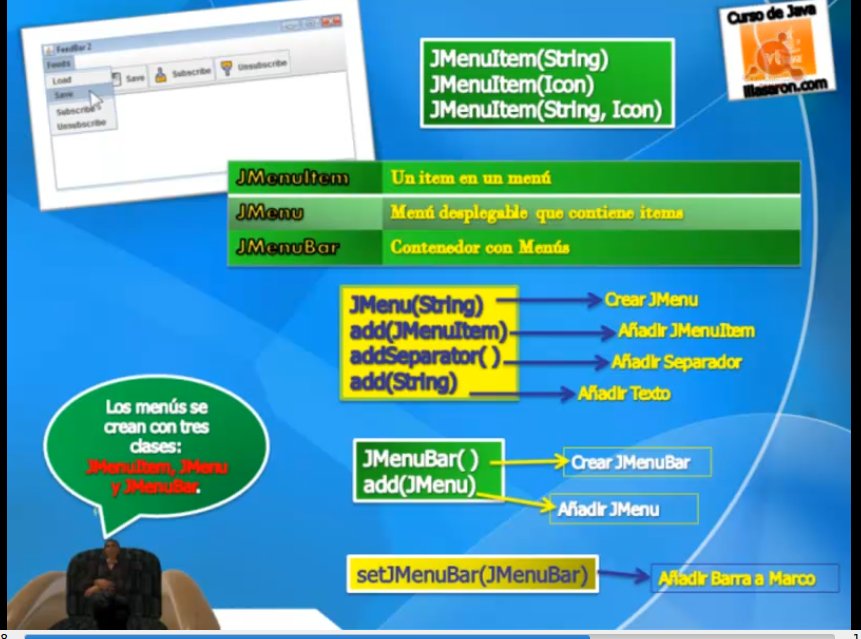 FeedBar 2
Feeds
Load
Save
Subscribe
Unsubscribe
Save
Subscribe
Unsubscribe
JMenuItem(String)
JMenuItem(Icon)
JMenuItem(String, Icon)
Curso de Java
illasaron.com
JMenuItem Un item en un menú
JMenu Menú desplegable que contiene items
JMenuBar Contenedor con Menús
JMenu(String) Crear JMenu
add(JMenuItem) Añadir JMenuItem
addSeparator( ) Añadir Separador
add(String) Añadir Texto
Los menús se
crean con tres
clases:
JMenuItem, JMenu
y JMenuBar.
JMenuBar( ) Crear JMenuBar
add(JMenu) Añadir JMenu
setJMenuBar(JMenuBar) Añadir Barra a Marco